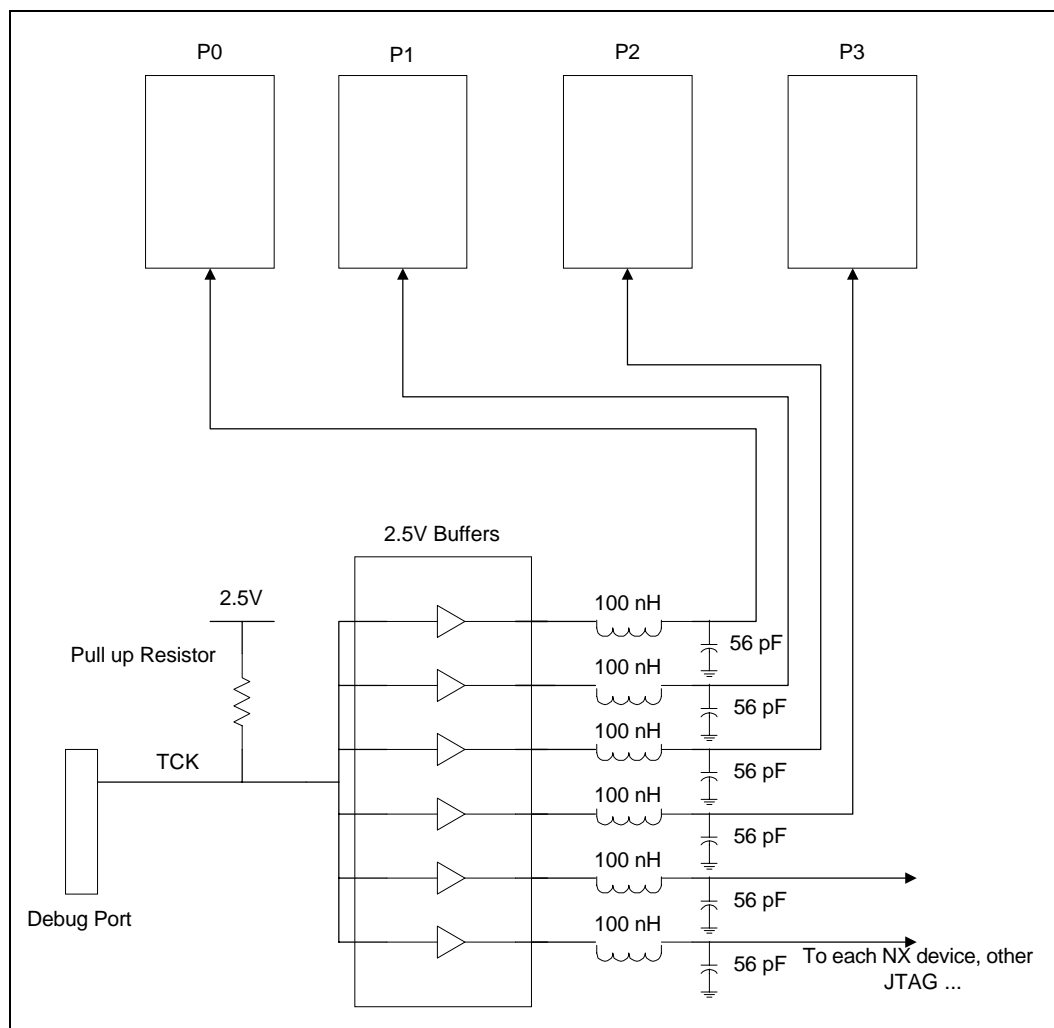 P0
P1
P2
P3
2.5V Buffers
2.5V
Pull up Resistor
TCK
Debug Port
100 nH
56 pF
100 nH
56 pF
100 nH
56 pF
100 nH
56 pF
100 nH
56 pF
100 nH
56 pF
To each NX device, other
JTAG ...